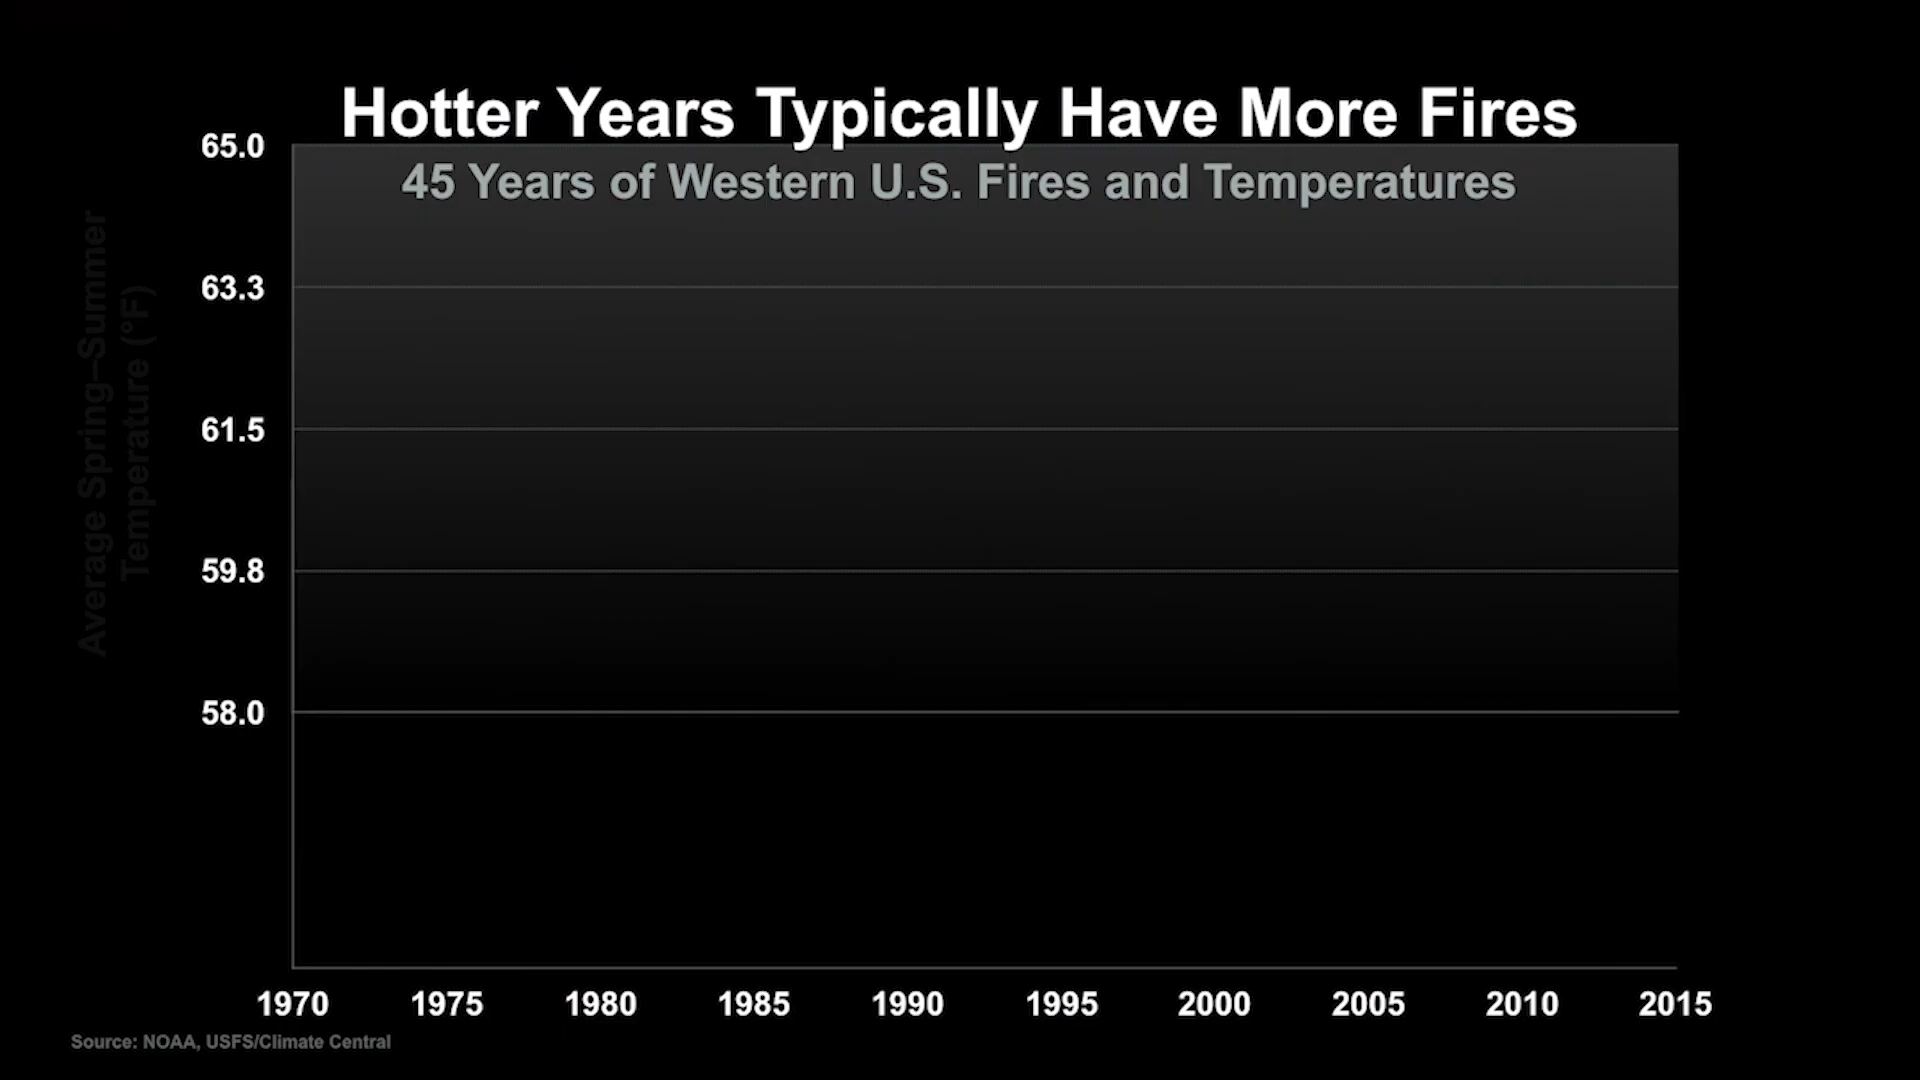 Hotter Years Typically Have More Fires
45 Years of Western U.S. Fires and Temperatures
Average Spring–Summer
Temperature (°F)
65.0
63.3
61.5
59.8
58.0
1970 1975 1980 1985 1990 1995 2000 2005 2010 2015
Source: NOAA, USFS/Climate Central